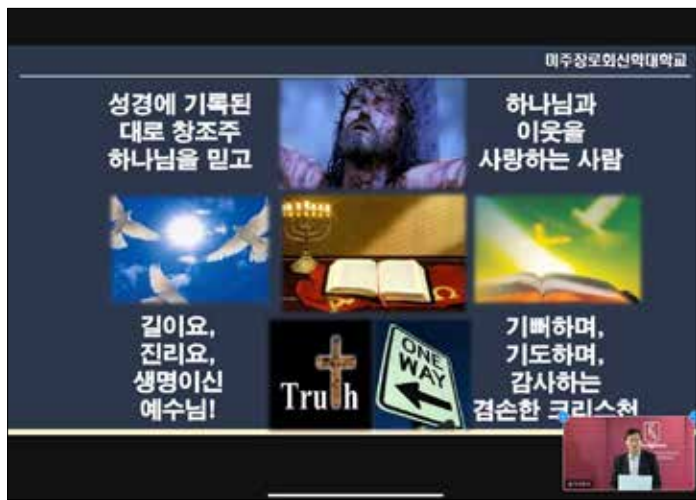 미주장로회신학대학교
성경에 기록된
대로 창조주
하나님을 믿고
하나님과
이웃을
사랑하는 사람
길이요,
진리요,
생명이신
예수님!
Truth
ONE
WAY
기뻐하며,
기도하며,
감사하는
겸손한 크리스천